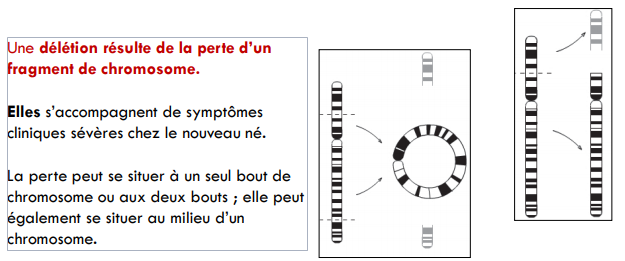 Une délétion résulte de la perte d'un
fragment de chromosome.
Elles s'accompagnent de symptômes
cliniques sévères chez le nouveau né.
La perte peut se situer à un seul bout de
chromosome ou aux deux bouts ; elle peut
également se situer au milieu d'un
chromosome.